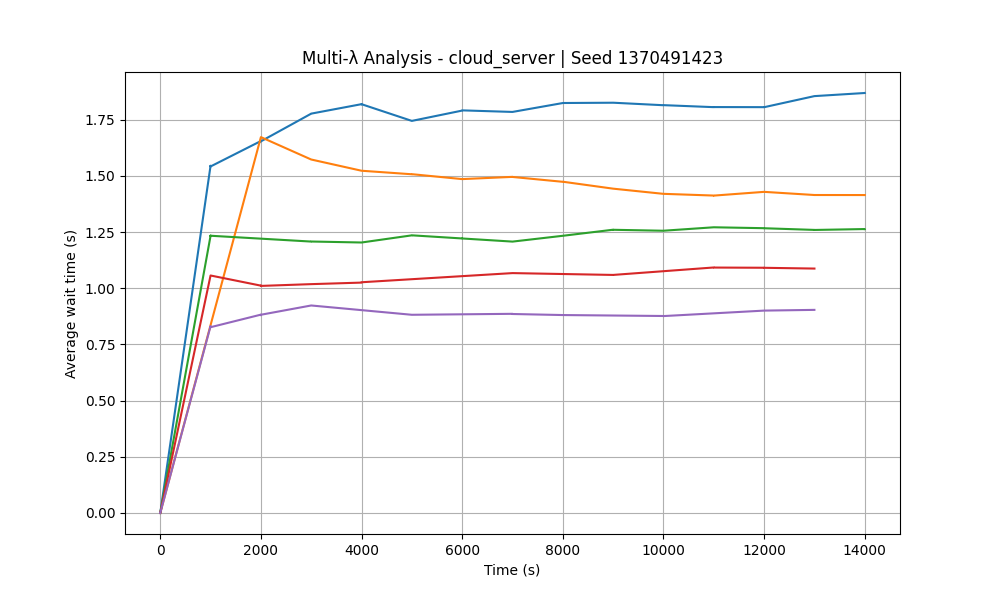 Multi-λ Analysis - cloud_server | Seed 1370491423
Average wait time (s)
1.75
1.50
1.25
1.00
0.75
0.50
0.25
0.00
0 2000 4000 6000 8000 10000 12000 14000
Time (s)